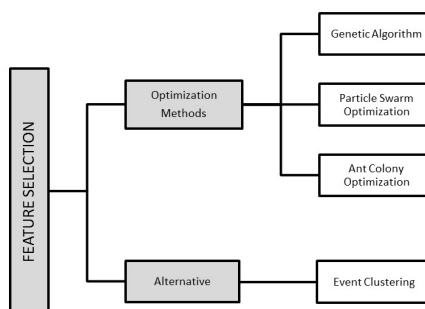 FEATURE SELECTION
Optimization
Methods
Genetic Algorithm
Particle Swarm
Optimization
Ant Colony
Optimization
Alternative
Event Clustering